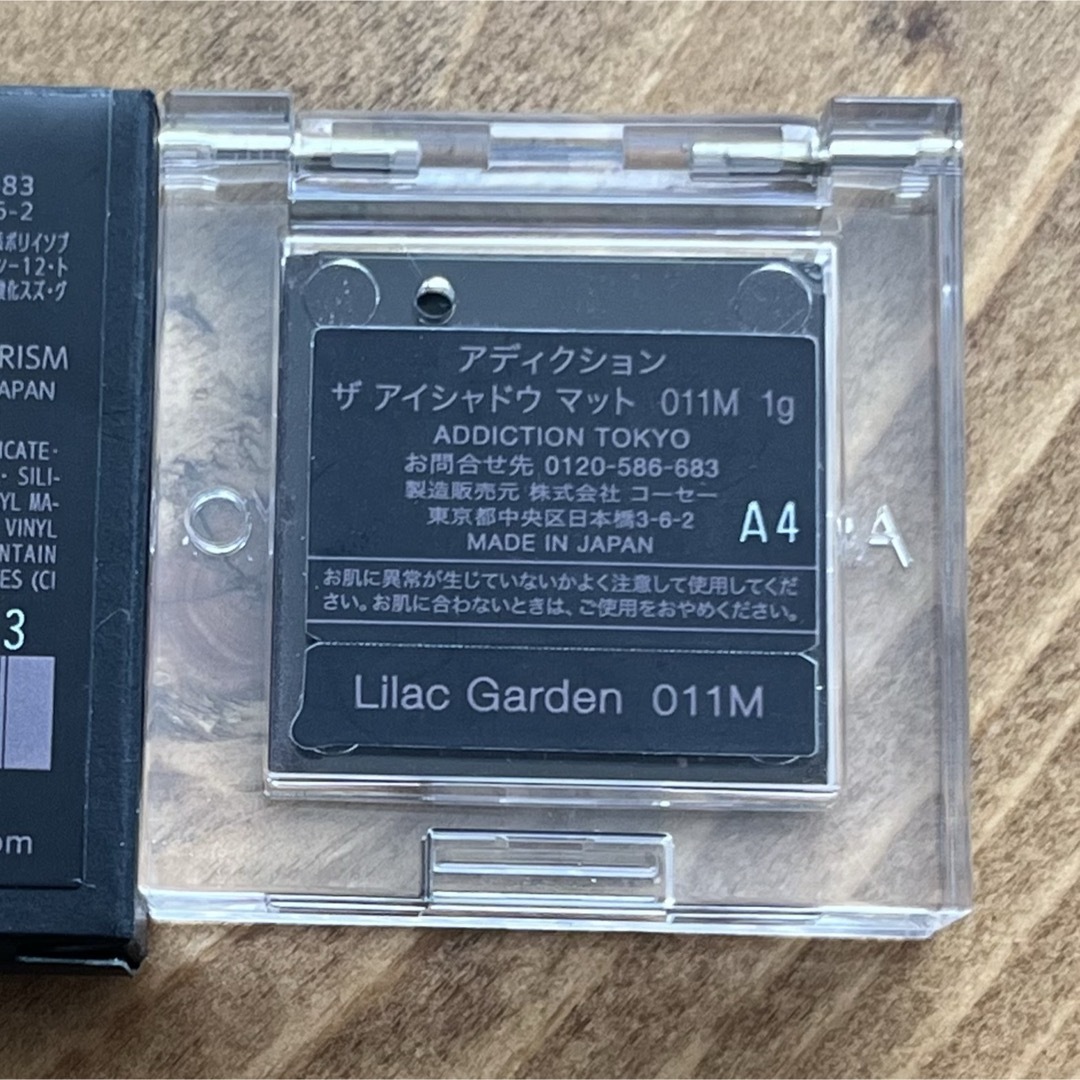 683
6-2
ポリイソブ
ー12・ト
酸化スズ・グ
RISM
APAN
ICATE・
・ SILI-
YL MA-
VINYL
NTAIN
ES (CI
3
om
アディクション
ザ アイシャドウ マット 011M 1g
ADDICTION TOKYO
お問合せ先 0120-586-683
製造販売元 株式会社 コーセー
東京都中央区日本橋3-6-2
MADE IN JAPAN
A4
お肌に異常が生じていないかよく注意して使用してくだ
さい。お肌に合わないときは、ご使用をおやめください。
Lilac Garden 011M